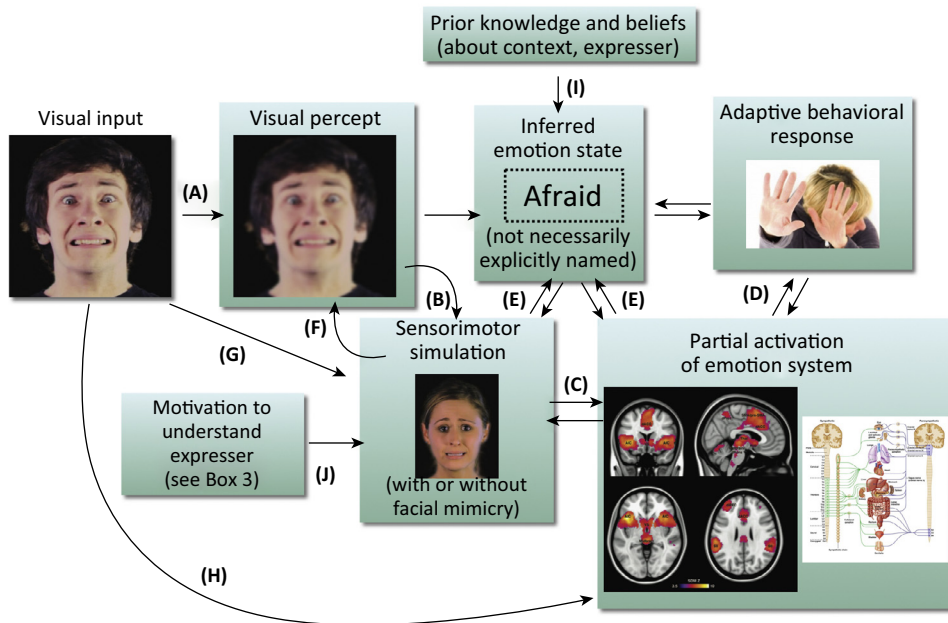 Prior knowledge and beliefs
(about context, expresser)
(I)
Visual input
(A)
Visual percept
Inferred
emotion state
Afraid
(not necessarily
explicitly named)
Adaptive behavioral
response
(B)
(E)
(E)
(D)
(F)
(G)
Sensorimotor
simulation
(with or without
facial mimicry)
(C)
Partial activation
of emotion system
Motivation to
understand
expresser
(see Box 3)
(J)
(H)